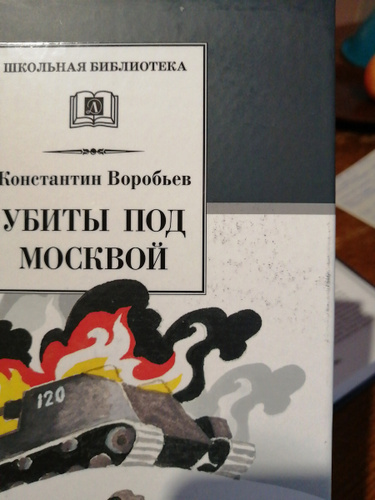 ШКОЛЬНАЯ БИБЛИОТЕКА
Константин Воробьев
УБИТЫ ПОД
МОСКВОЙ
120